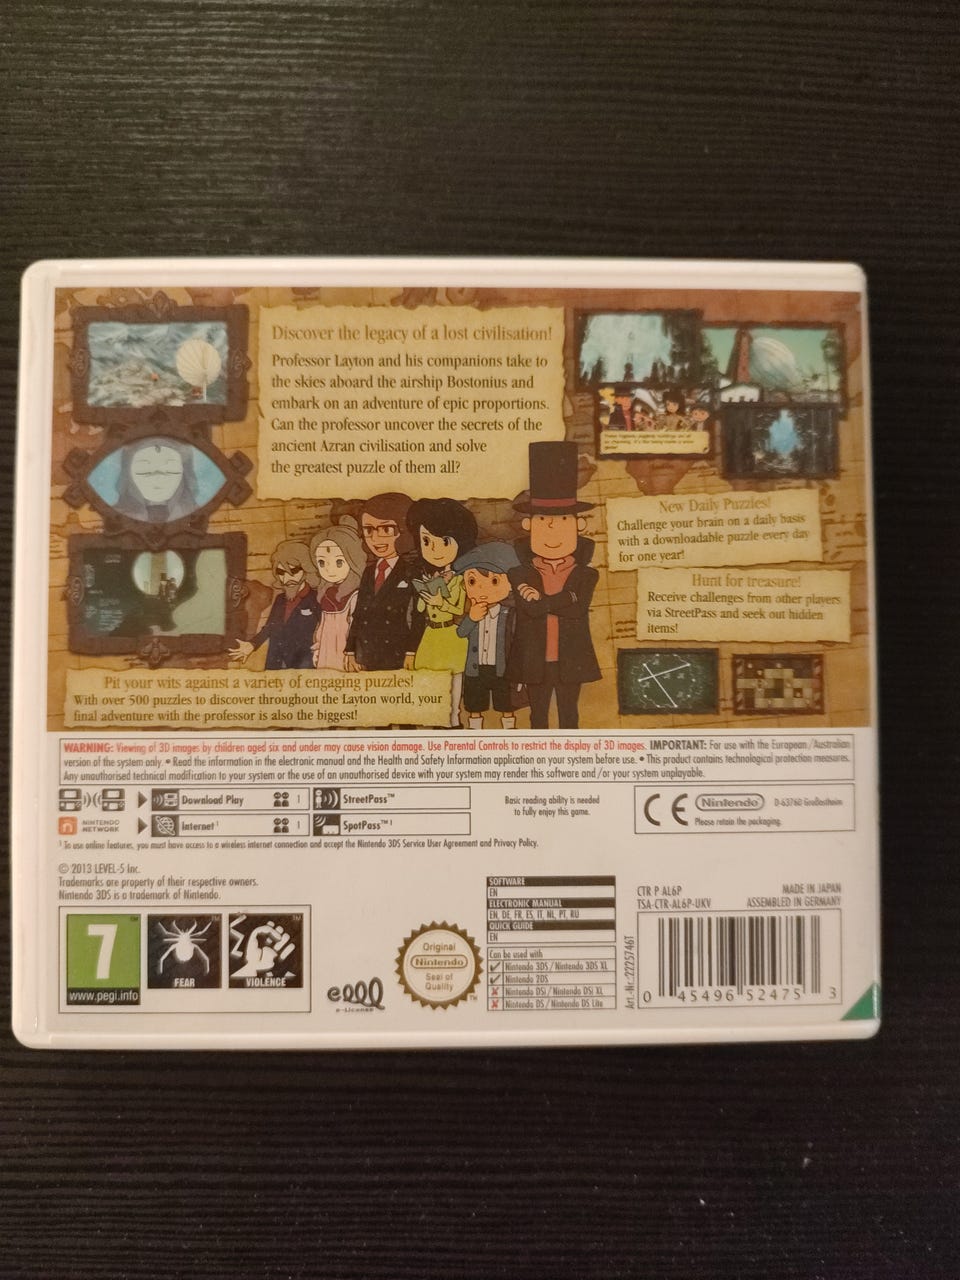 Discover the legacy of a lost civilisation!
Professor Layton and his companions take to
the skies aboard the airship Bostonius and
embark on an adventure of epic proportions.
Can the professor uncover the secrets of the
ancient Azran civilisation and solve
the greatest puzzle of them all?
New Daily Puzzles!
Challenge your brain on a daily basis
with a downloadable puzzle every day
for one year!
Hunt for treasure!
Receive challenges from other players
via StreetPass and seek out hidden
items!
Pit your wits against a variety of engaging puzzles!
With over 500 puzzles to discover throughout the Layton world, your
final adventure with the professor is also the biggest!
WARNING: Viewing of 3D images by children aged six and under may cause vision damage. Use Parental Controls to restrict the display of 3D images. IMPORTANT: For use with the European/Australian
version of the system only. • Read the information in the electronic manual and the Health and Safety Information application on your system before use. • This product contains technological protection measures.
Any unauthorised technical modification to your system or the use of an unauthorised device with your system may render this software and/or your system unplayable.
Download Play 1
StreetPass™
Basic reading ability is needed
to fully enjoy this game.
CE
Nintendo
D-63760 Großostheim
Please retain the packaging.
NINTENDO
NETWORK
Internet¹ 1
SpotPass™¹
¹ To use online features, you must have access to a wireless internet connection and accept the Nintendo 3DS Service User Agreement and Privacy Policy.
© 2013 LEVEL-5 Inc.
Trademarks are property of their respective owners.
Nintendo 3DS is a trademark of Nintendo.
7
www.pegi.info
FEAR
VIOLENCE
e-License
Original
Nintendo
Seal of
Quality
TM
SOFTWARE
EN
ELECTRONIC MANUAL
EN, DE, FR, ES, IT, NL, PT, RU
QUICK GUIDE
EN
Can be used with
Nintendo 3DS/Nintendo 3DS XL
Nintendo 2DS
Nintendo DSi/Nintendo DSi XL
Nintendo DS/Nintendo DS Lite
CTR P AL6P
TSA-CTR-AL6P-UKV
MADE IN JAPAN
ASSEMBLED IN GERMANY
Art.-Nr.:2225746T
0 45496 52475 3